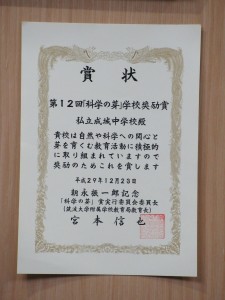 賞状
第12回「科学の芽」学校奨励賞
私立成城中学校殿
貴校は自然や科学への関心と
芽を育くむ教育活動に積極的
に取り組まれていますので
奨励のためこれを賞します
平成29年12月23日
朝永振一郎記念
「科学の芽」賞実行委員会委員長
(筑波大学附属学校教育局教育長)
宮本信也